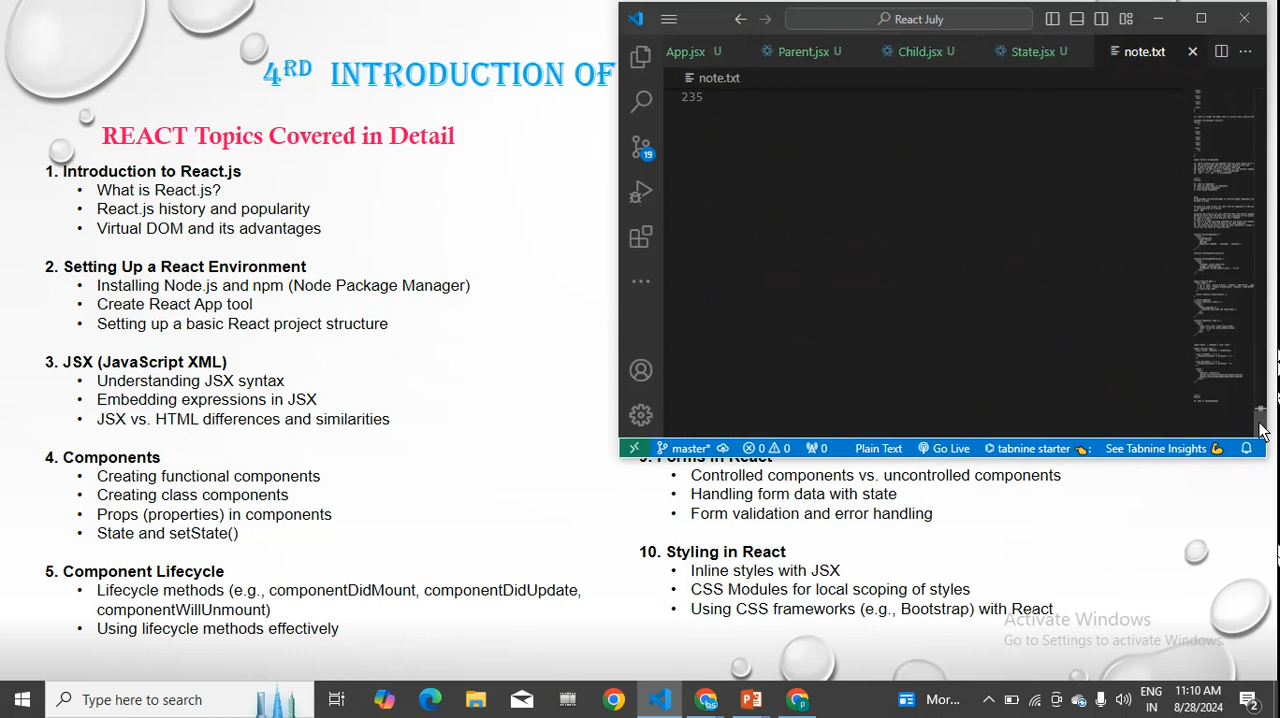 4RD INTRODUCTION OF
REACT Topics Covered in Detail
1. Introduction to React.js
• What is React.js?
• React.js history and popularity
• Virtual DOM and its advantages
2. Setting Up a React Environment
• Installing Node.js and npm (Node Package Manager)
• Create React App tool
• Setting up a basic React project structure
3. JSX (JavaScript XML)
• Understanding JSX syntax
• Embedding expressions in JSX
• JSX vs. HTML differences and similarities
4. Components
• Creating functional components
• Creating class components
• Props (properties) in components
• State and setState()
5. Component Lifecycle
• Lifecycle methods (e.g., componentDidMount, componentDidUpdate,
componentWillUnmount)
• Using lifecycle methods effectively
React July
App.jsx U Parent.jsx U Child.jsx U State.jsx U note.txt
note.txt
235
19
master* 0 0 0 Plain Text Go Live tabnine starter See Tabnine Insights
9. Forms in React
• Controlled components vs. uncontrolled components
• Handling form data with state
• Form validation and error handling
10. Styling in React
• Inline styles with JSX
• CSS Modules for local scoping of styles
• Using CSS frameworks (e.g., Bootstrap) with React
Activate Windows
Go to Settings to activate Windows.
Type here to search
Mor...
ENG
IN
11:10 AM
8/28/2024
2